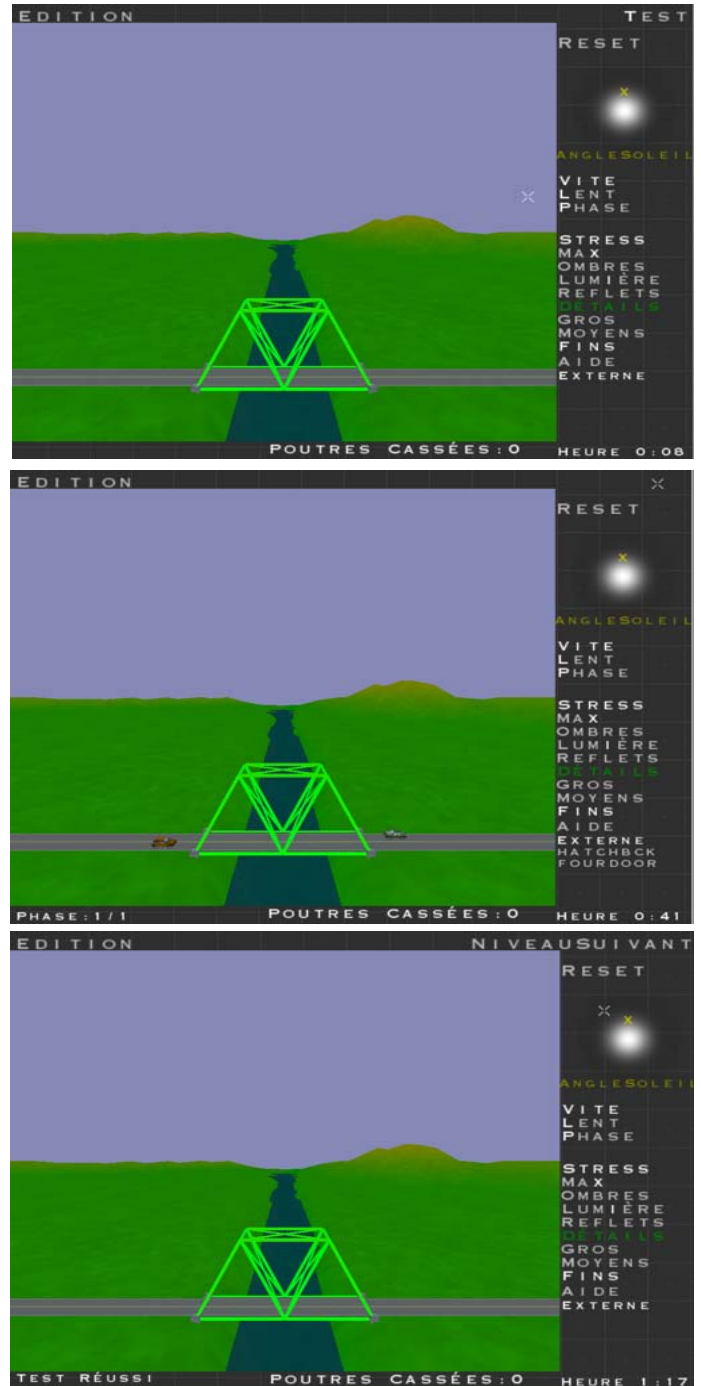 EDITION TEST
RESET
X
ANGLESOLEIL
VITE
LENT
PHASE
STRESS
MAX
OMBRES
LUMIÈRE
REFLETS
DÉTAILS
GROS
MOYENS
FINS
AIDE
EXTERNE
POUTRES CASSÉES:0 HEURE 0:08
EDITION
RESET
X
ANGLESOLEIL
VITE
LENT
PHASE
STRESS
MAX
OMBRES
LUMIÈRE
REFLETS
DÉTAILS
GROS
MOYENS
FINS
AIDE
EXTERNE
HATCHBCK
FOURDOOR
PHASE:1/1 POUTRES CASSÉES:0 HEURE 0:41
EDITION NIVEAUSUIVANT
RESET
X
ANGLESOLEIL
VITE
LENT
PHASE
STRESS
MAX
OMBRES
LUMIÈRE
REFLETS
DÉTAILS
GROS
MOYENS
FINS
AIDE
EXTERNE
TEST RÉUSSI POUTRES CASSÉES:0 HEURE 1:17